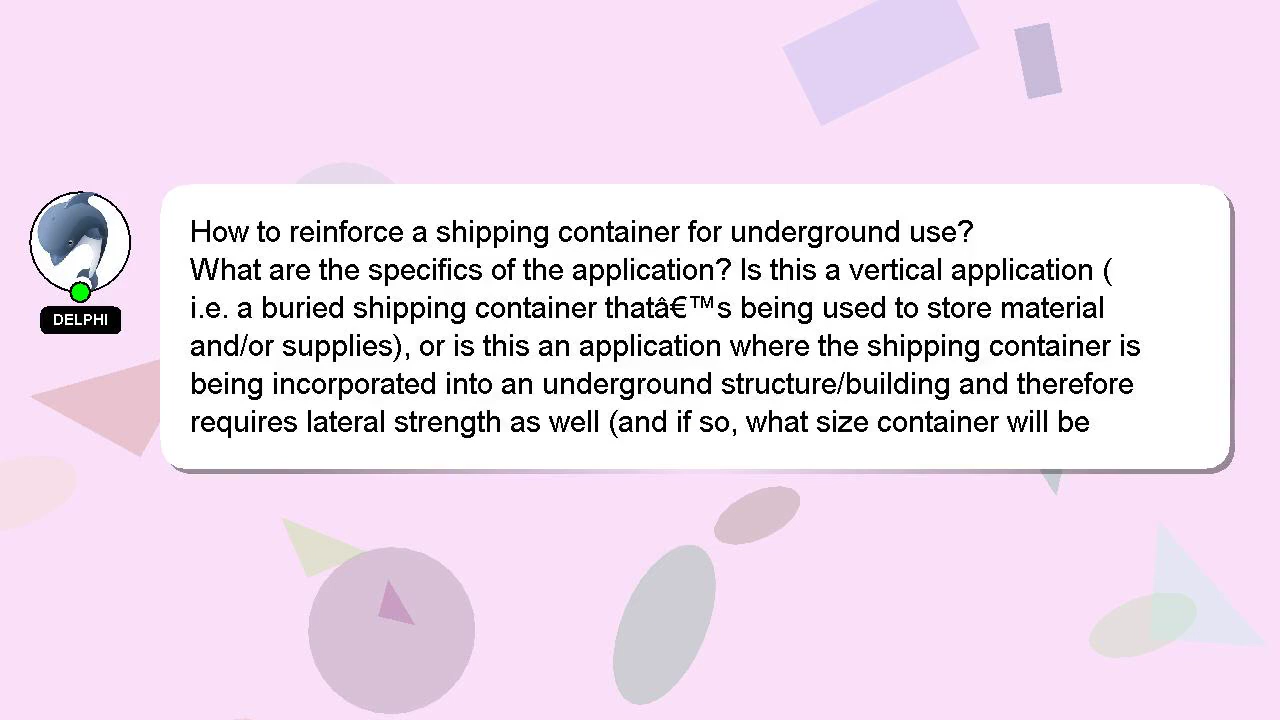 How to reinforce a shipping container for underground use?
What are the specifics of the application? Is this a vertical application (
i.e. a buried shipping container thatâ€™s being used to store material
and/or supplies), or is this an application where the shipping container is
being incorporated into an underground structure/building and therefore
requires lateral strength as well (and if so, what size container will be
DELPHI